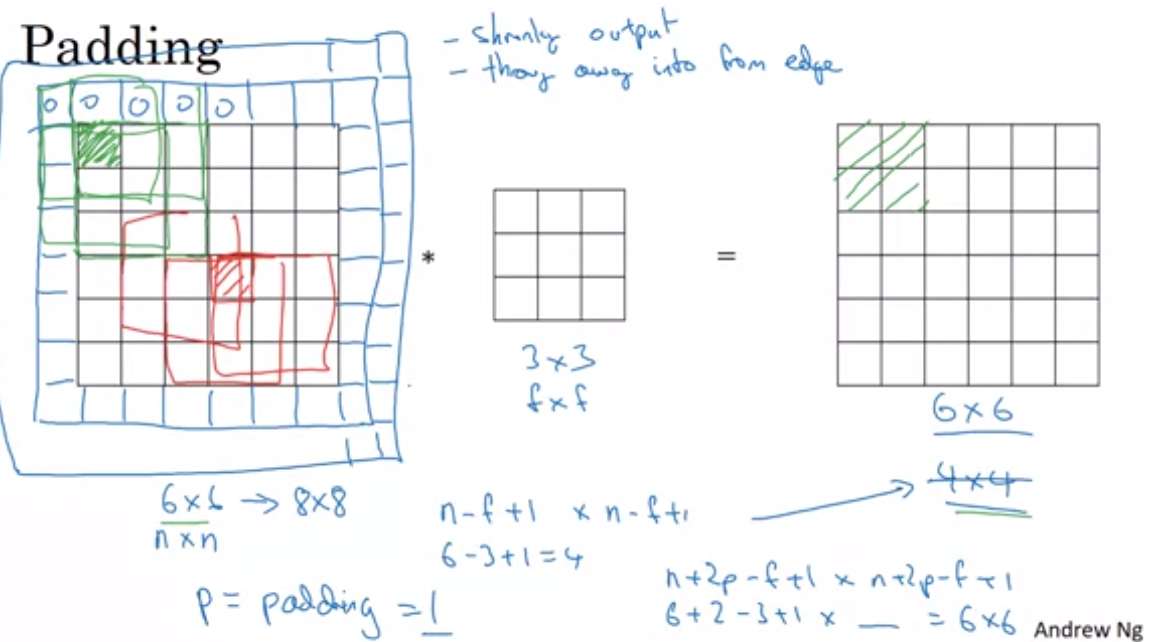 Padding
- shrinky output
- throw away info from edge
0 0 0 0 0
*
=
3×3
f×f
6×6
4×4
6×6 → 8×8
n×n
n-f+1 × n-f+1
6-3+1=4
p = padding = 1
n+2p-f+1 × n+2p-f+1
6+2-3+1 × __ = 6×6
Andrew Ng